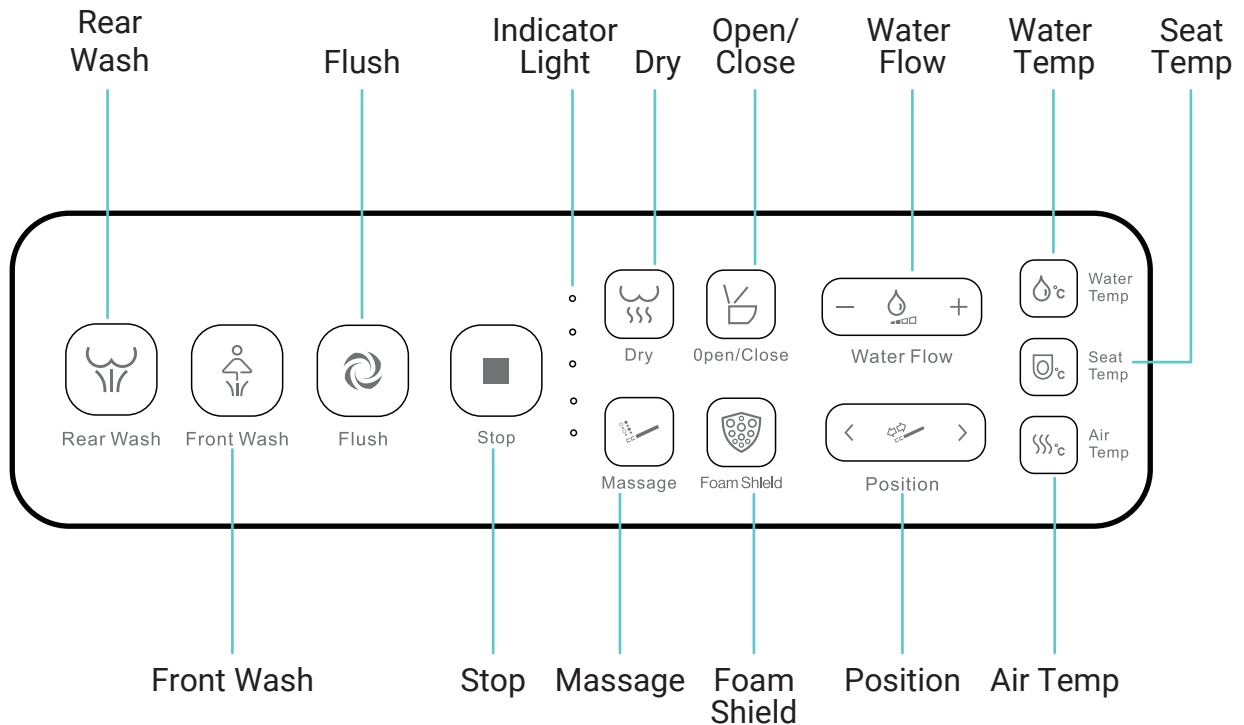 Rear
Wash
Flush
Indicator
Light
Dry
Open/
Close
Water
Flow
Water
Temp
Seat
Temp
°c
Water
Temp
Dry
0pen/Close
Water Flow
°c
Seat
Temp
Rear Wash
Front Wash
Flush
Stop
°c
Air
Temp
Massage
Foam Shield
Position
Front Wash
Stop
Massage
Foam
Shield
Position
Air Temp